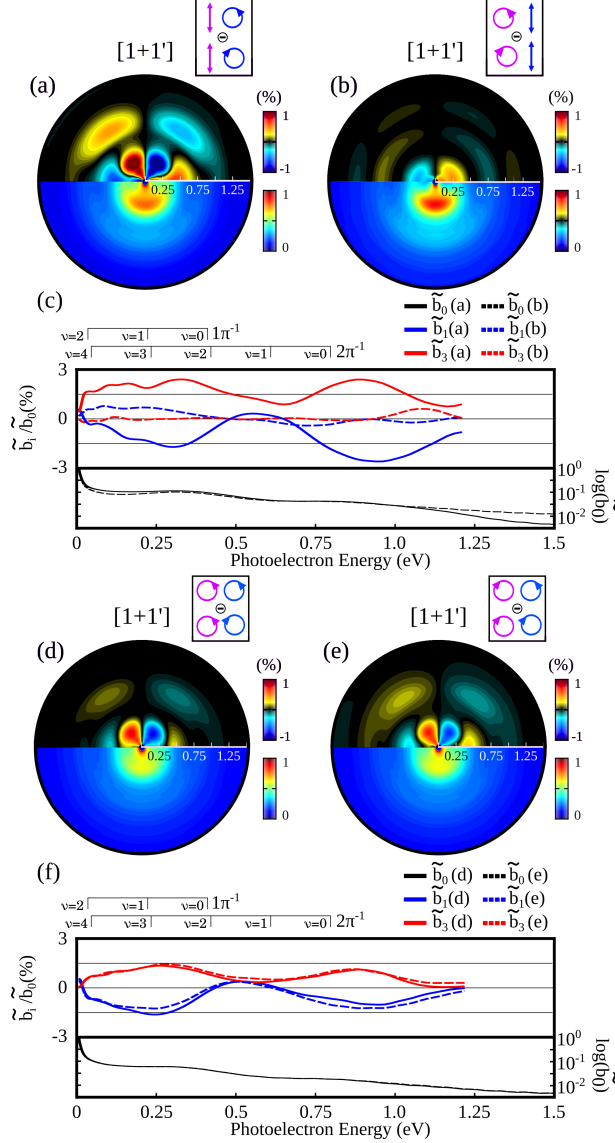 [1+1'] [1+1']
(a) (b)
(%) (%)
1 1
-1 -1
0.25 0.75 1.25 0.25 0.75 1.25
1 1
0 0
(c)
b̃₀(a) b̃₀(b)
b̃₁(a) b̃₁(b)
b̃₃(a) b̃₃(b)
ν=2 ν=1 ν=0 1π⁻¹
ν=4 ν=3 ν=2 ν=1 ν=0 2π⁻¹
3
0
-3
b̃ᵢ/b̃₀(%)
10⁰
10⁻¹
10⁻²
log(b̃0)
0 0.25 0.5 0.75 1.0 1.25 1.5
Photoelectron Energy (eV)
[1+1'] [1+1']
(d) (e)
(%) (%)
1 1
-1 -1
0.25 0.75 1.25 0.25 0.75 1.25
1 1
0 0
(f)
b̃₀(d) b̃₀(e)
b̃₁(d) b̃₁(e)
b̃₃(d) b̃₃(e)
ν=2 ν=1 ν=0 1π⁻¹
ν=4 ν=3 ν=2 ν=1 ν=0 2π⁻¹
3
0
-3
b̃ᵢ/b̃₀(%)
10⁰
10⁻¹
10⁻²
log(b̃0)
0 0.25 0.5 0.75 1.0 1.25 1.5
Photoelectron Energy (eV)